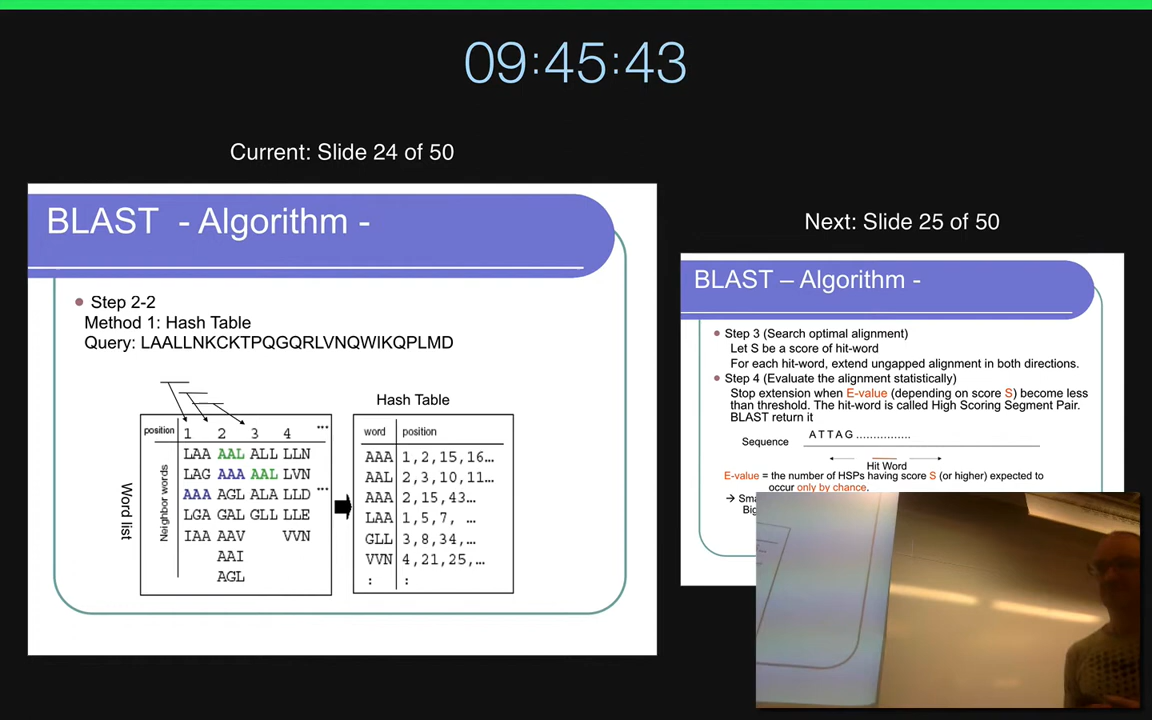 09:45:43
Current: Slide 24 of 50
BLAST - Algorithm -
Step 2-2
Method 1: Hash Table
Query: LAALLNKCKTPQGQRLVNQWIKQPLMD
Hash Table
position 1 2 3 4 ...
LAA AAL ALL LLN
LAG AAA AAL LVN
AAA AGL ALA LLD ...
LGA GAL GLL LLE
IAA AAV VVN
AAI
AGL
Word list
Neighbor words
word position
AAA 1,2,15,16...
AAL 2,3,10,11...
AAA 2,15,43...
LAA 1,5,7, ...
GLL 3,8,34,...
VVN 4,21,25,...
: :
Next: Slide 25 of 50
BLAST – Algorithm -
Step 3 (Search optimal alignment)
Let S be a score of hit-word
For each hit-word, extend ungapped alignment in both directions.
Step 4 (Evaluate the alignment statistically)
Stop extension when E-value (depending on score S) become less
than threshold. The hit-word is called High Scoring Segment Pair.
BLAST return it
Sequence
A T T A G ................
Hit Word
E-value = the number of HSPs having score S (or higher) expected to
occur only by chance.